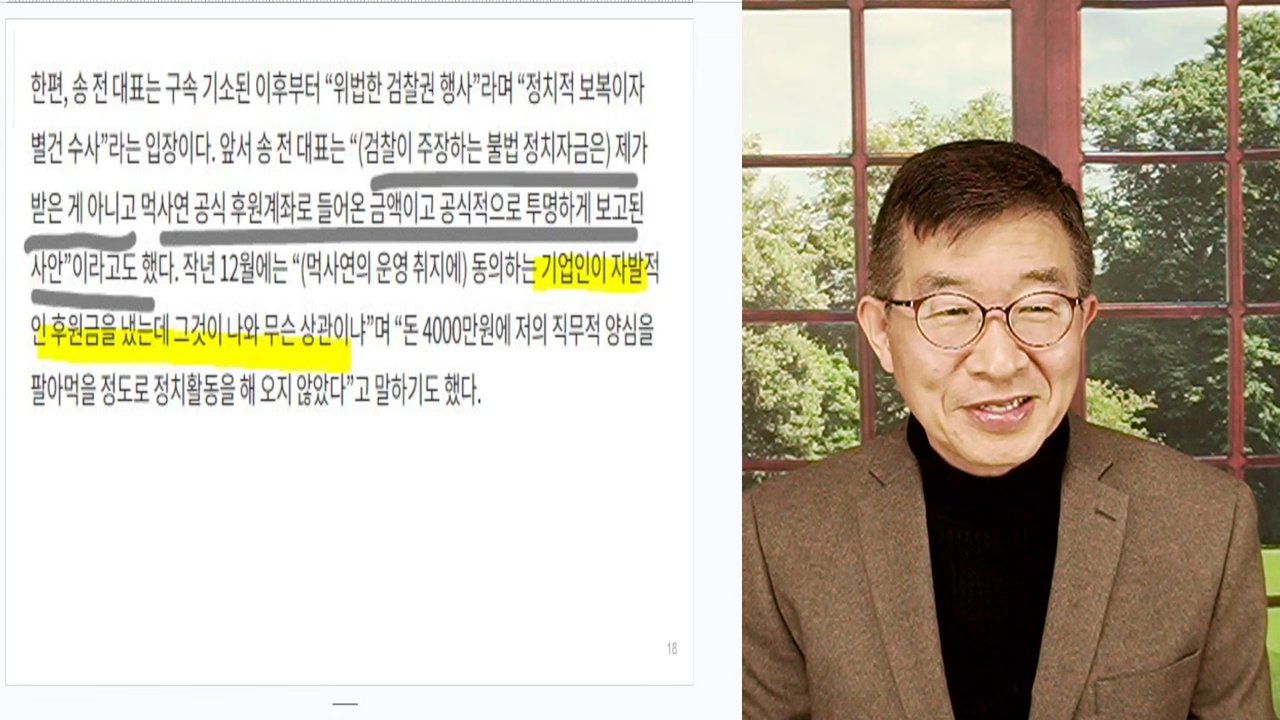 한편, 송 전 대표는 구속 기소된 이후부터 “위법한 검찰권 행사”라며 “정치적 보복이자
별건 수사”라는 입장이다. 앞서 송 전 대표는 “(검찰이 주장하는 불법 정치자금은) 제가
받은 게 아니고 먹사연 공식 후원계좌로 들어온 금액이고 공식적으로 투명하게 보고된
사안”이라고도 했다. 작년 12월에는 “(먹사연의 운영 취지에) 동의하는 기업인이 자발적
인 후원금을 냈는데 그것이 나와 무슨 상관이냐”며 “돈 4000만원에 저의 직무적 양심을
팔아먹을 정도로 정치활동을 해 오지 않았다”고 말하기도 했다.
18